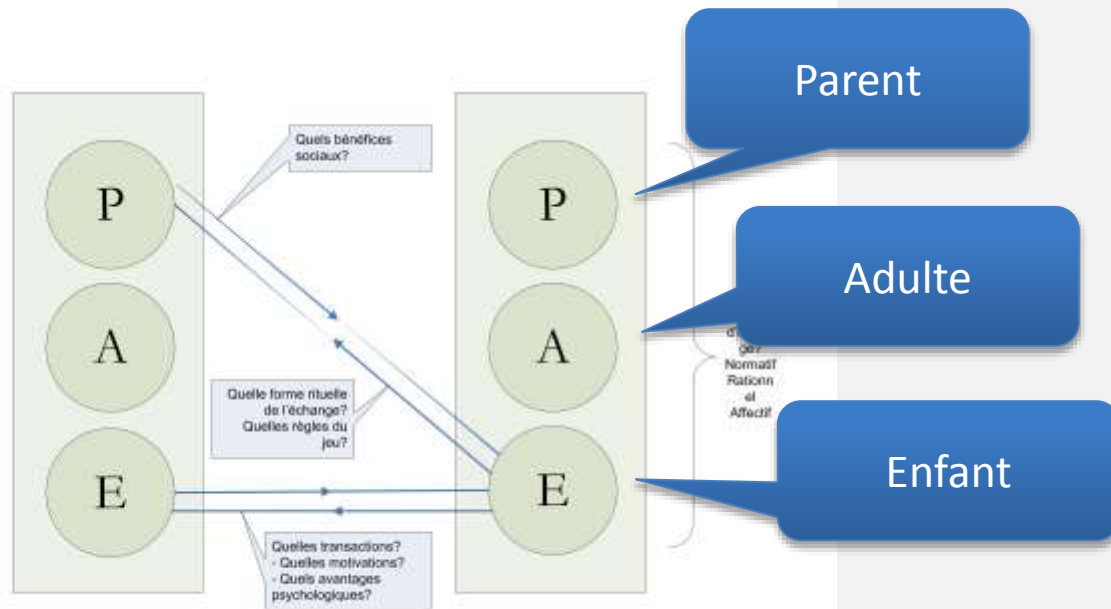 Parent
Quels bénéfices
sociaux?
P
P
Adulte
A
A
Normatif
Rationn
el
Affectif
Quelle forme rituelle
de l'échange?
Quelles règles du
jeu?
Enfant
E
E
Quelles transactions?
- Quelles motivations?
- Quels avantages
psychologiques?